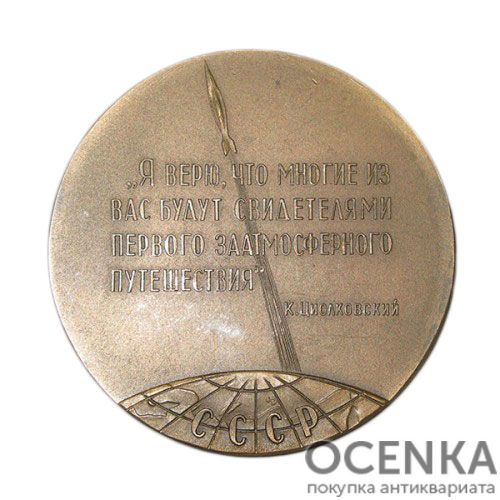 „Я ВЕРЮ, ЧТО МНОГИЕ ИЗ
ВАС БУДУТ СВИДЕТЕЛЯМИ
ПЕРВОГО ЗААТМОСФЕРНОГО
ПУТЕШЕСТВИЯ"
К. ЦИОЛКОВСКИЙ
СССР
OCENKA
покупка антиквариата